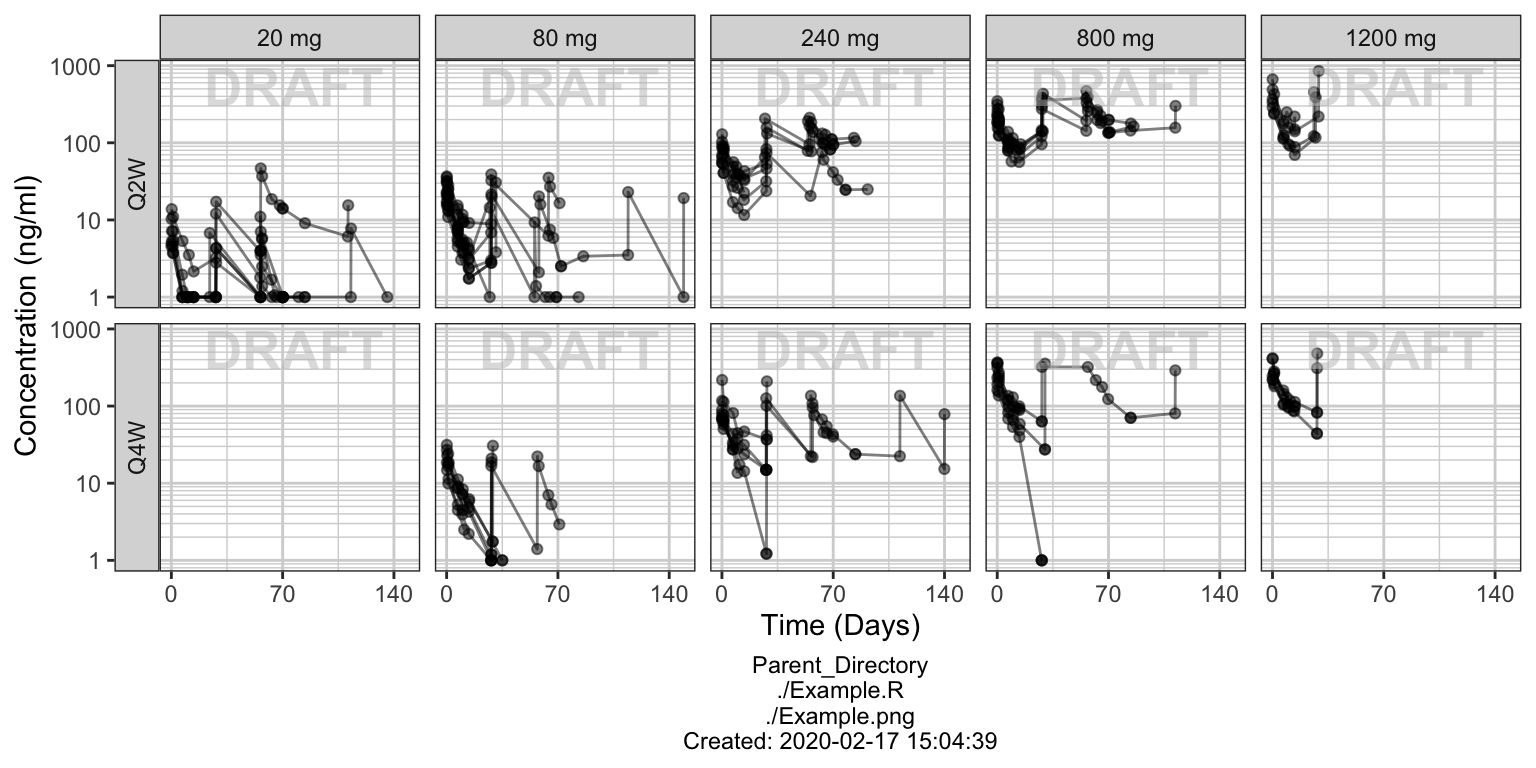 20 mg 80 mg 240 mg 800 mg 1200 mg
DRAFT DRAFT DRAFT DRAFT DRAFT
1000
100
10
1
Q2W
Concentration (ng/ml)
DRAFT DRAFT DRAFT DRAFT DRAFT
1000
100
10
1
Q4W
0 70 140 0 70 140 0 70 140 0 70 140 0 70 140
Time (Days)
Parent_Directory
./Example.R
./Example.png
Created: 2020-02-17 15:04:39